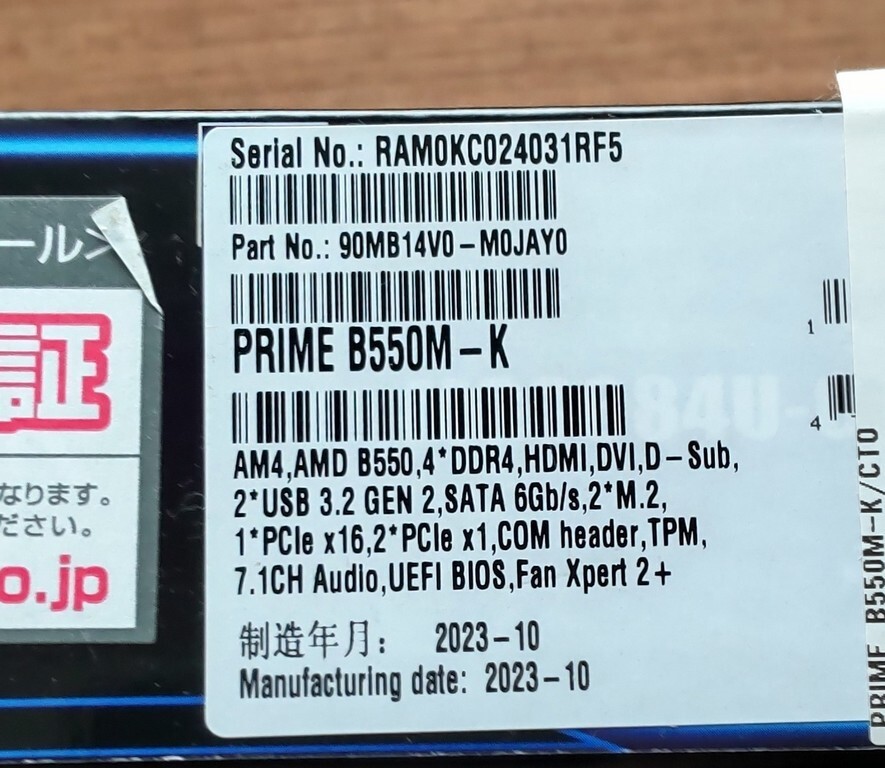 Serial No.: RAM0KC024031RF5
Part No.: 90MB14V0-M0JAY0
PRIME B550M-K
AM4,AMD B550,4*DDR4,HDMI,DVI,D-Sub,
2*USB 3.2 GEN 2,SATA 6Gb/s,2*M.2,
1*PCIe x16,2*PCIe x1,COM header,TPM,
7.1CH Audio,UEFI BIOS,Fan Xpert 2+
制造年月: 2023-10
Manufacturing date: 2023-10
ール
証
なります。
ださい。
o.jp
1
4
PRIME B550M-K/CTO